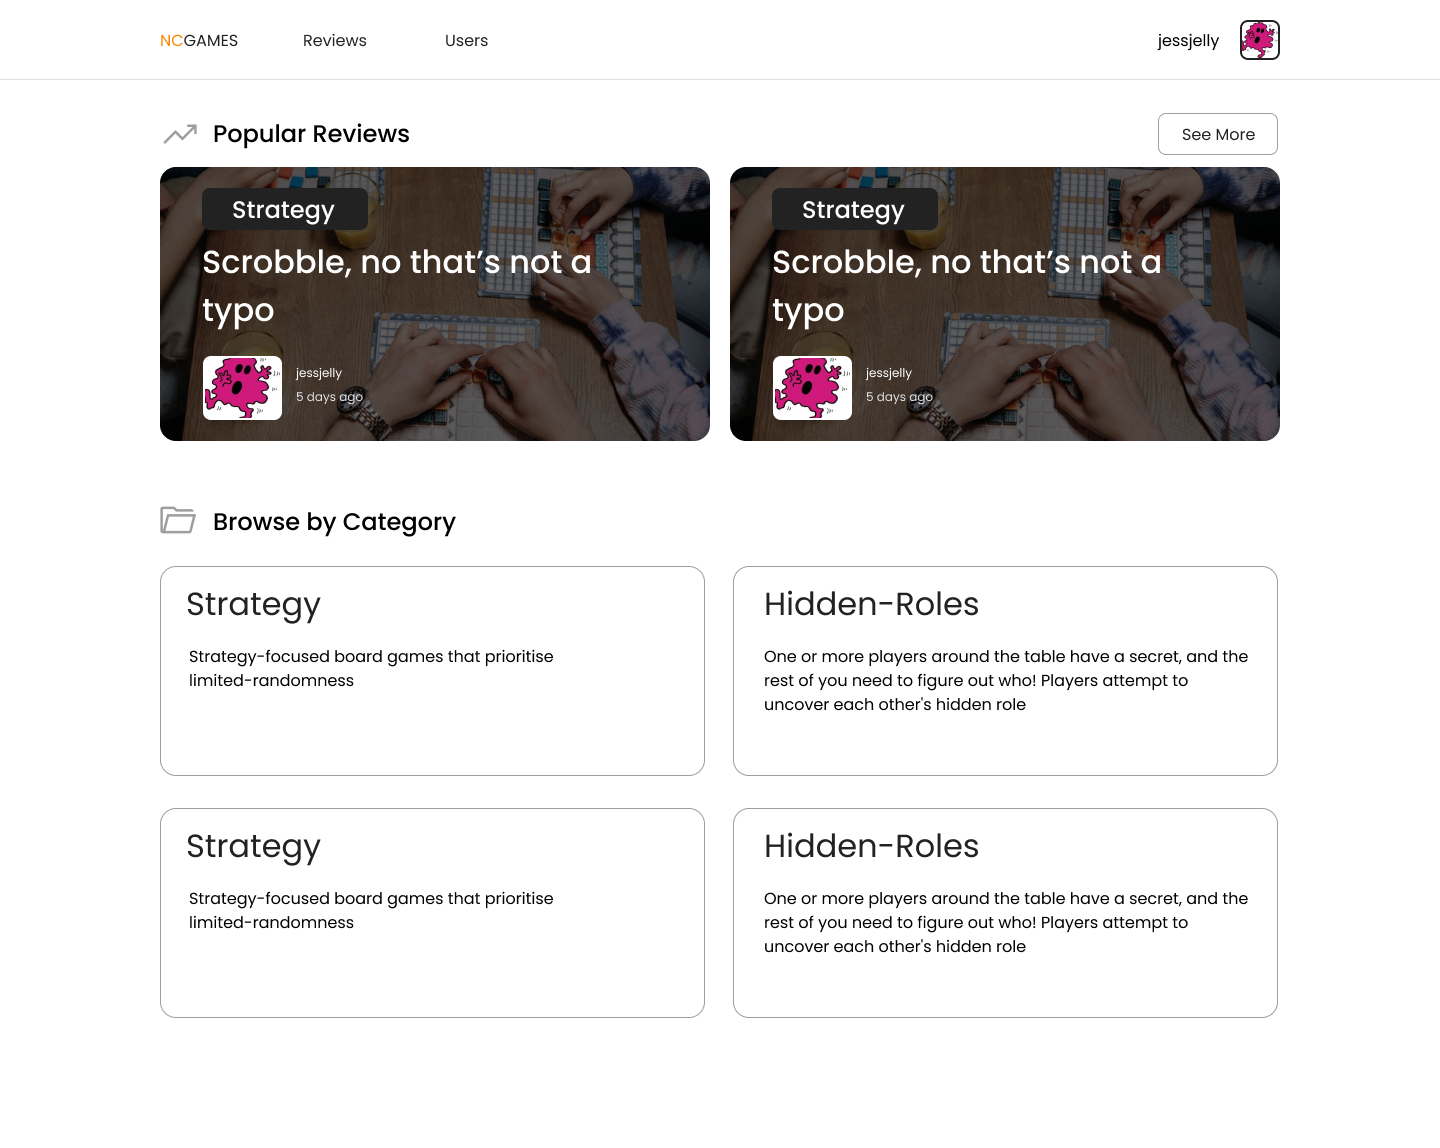 NCGAMES Reviews Users jessjelly
Popular Reviews See More
Strategy
Scrobble, no that’s not a
typo
jessjelly
5 days ago
Strategy
Scrobble, no that’s not a
typo
jessjelly
5 days ago
Browse by Category
Strategy
Strategy-focused board games that prioritise
limited-randomness
Hidden-Roles
One or more players around the table have a secret, and the
rest of you need to figure out who! Players attempt to
uncover each other's hidden role
Strategy
Strategy-focused board games that prioritise
limited-randomness
Hidden-Roles
One or more players around the table have a secret, and the
rest of you need to figure out who! Players attempt to
uncover each other's hidden role